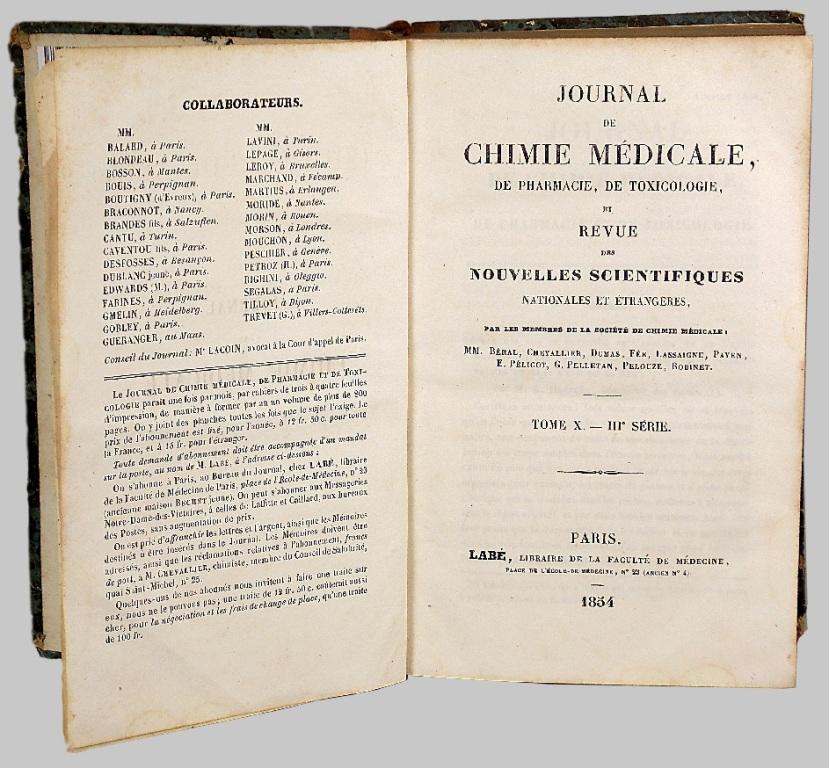 COLLABORATEURS.
MM.
BALARD, à Paris.
BLONDEAU, à Paris.
BOSSON, à Mantes.
BOUIS, à Perpignan.
BOUTIGNY (d'Evreux), à Paris.
BRACONNOT, à Nancy.
BRANDES fils, à Salzuflen.
CANTU, à Turin.
CAVENTOU fils, à Paris.
DESFOSSES, à Besançon.
DUBLANC jeune, à Paris.
EDWARDS (M.), à Paris.
FARINES, à Perpignan.
GMELIN, à Heidelberg.
GOBLEY, à Paris.
GUERANGER, au Mans.
MM.
LAVINI, à Turin.
LEPAGE, à Gisors.
LEROY, à Bruxelles.
MARCHAND, à Fécamp.
MARTIUS, à Erlangen.
MORIDE, à Nantes.
MORIN, à Rouen.
MORSON, à Londres.
MOUCHON, à Lyon.
PESCHIER, à Genève.
PETROZ (H.), à Paris.
RIGHINI, à Oleggio.
SEGALAS, à Paris.
TILLOY, à Dijon.
TREVET (G.), à Villers-Cotterêts.
Conseil du Journal: Me LACOIN, avocat à la Cour d'appel de Paris.
Le JOURNAL DE CHIMIE MÉDICALE, DE PHARMACIE ET DE TOXI-
COLOGIE paraît une fois par mois, par cahiers de trois à quatre feuilles
d'impression, de manière à former par an un volume de plus de 800
pages. On y joint des planches toutes les fois que le sujet l'exige. Le
prix de l'abonnement est fixé, pour l'année, à 12 fr. 50 c. pour toute
la France, et à 15 fr. pour l'étranger.
Toute demande d'abonnement doit être accompagnée d'un mandat
sur la poste, au nom de M. LABÉ, à l'adresse ci-dessous:
On s'abonne à Paris, au Bureau du Journal, chez LABÉ, libraire
de la Faculté de Médecine de Paris, place de l'Ecole-de-Médecine, n° 23
(ancienne maison BECHET jeune). On peut s'abonner aux Messageries
Notre-Dame-des-Victoires, à celles de Laffitte et Caillard, aux bureaux
des Postes, sans augmentation de prix.
On est prié d'affranchir les lettres et l'argent, ainsi que les Mémoires
destinés à être insérés dans le Journal. Les Mémoires doivent être
adressés, ainsi que les réclamations relatives à l'abonnement, francs
de port, à M. CHEVALLIER, chimiste, membre du Conseil de salubrité,
quai Saint-Michel, n° 25.
Quelques-uns de nos abonnés nous invitent à faire une traite sur
eux, nous ne le pouvons pas; une traite de 12 fr. 50 c. coûterait aussi
cher, pour la négociation et les frais de change de place, qu'une traite
de 100 fr.
JOURNAL
DE
CHIMIE MÉDICALE,
DE PHARMACIE, DE TOXICOLOGIE,
ET
REVUE
DES
NOUVELLES SCIENTIFIQUES
NATIONALES ET ÉTRANGÈRES,
PAR LES MEMBRES DE LA SOCIÉTÉ DE CHIMIE MÉDICALE:
MM. BÉRAL, CHEVALLIER, DUMAS, FÉE, LASSAIGNE, PAYEN,
E. PÉLIGOT, G. PELLETAN, PELOUZE, ROBINET.
TOME X. — IIIe SÉRIE.
PARIS.
LABÉ, LIBRAIRE DE LA FACULTÉ DE MÉDECINE,
PLACE DE L'ÉCOLE-DE-MÉDECINE, N° 23 (ANCIEN N° 4).
1854